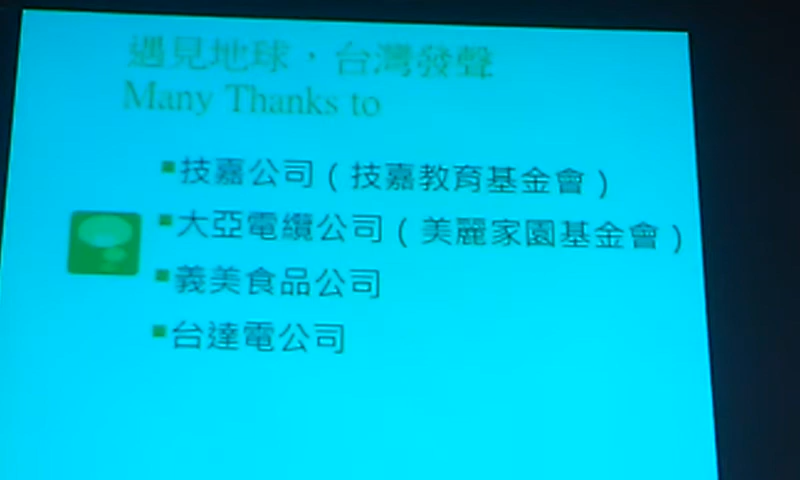 遇見地球，台灣發聲
Many Thanks to
技嘉公司（技嘉教育基金會）
大亞電纜公司（美麗家園基金會）
義美食品公司
台達電公司